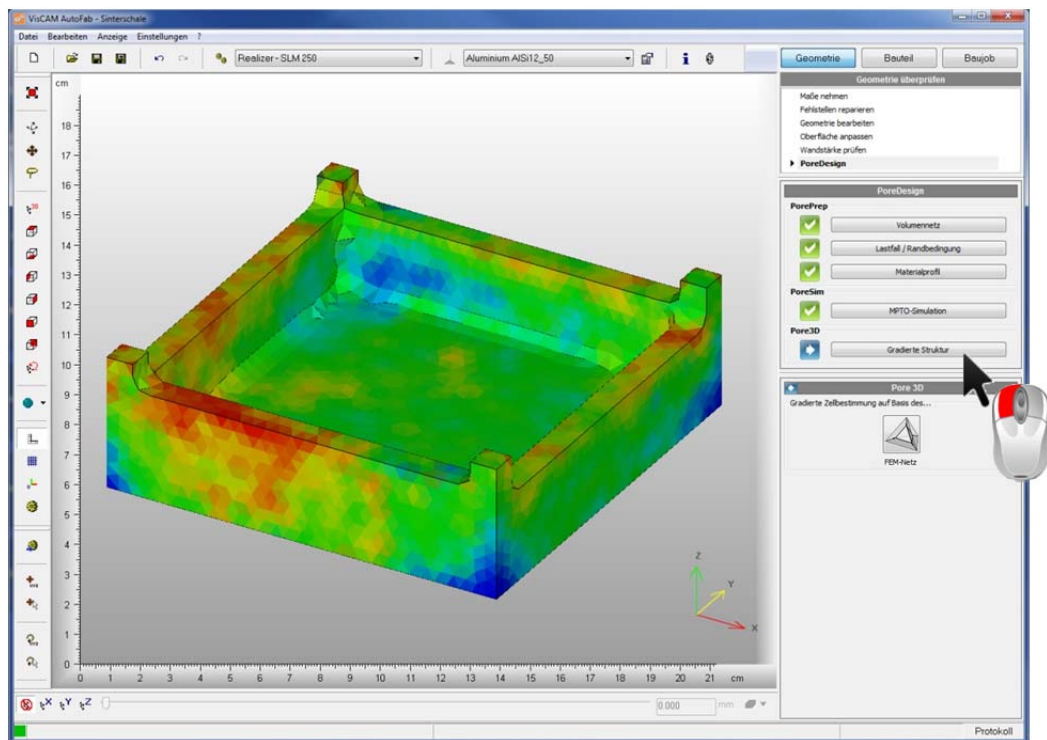 VisCAM AutoFab - Sinterschale
Datei Bearbeiten Anzeige Einstellungen ?
Realizer - SLM 250
Aluminium AlSi12_50
Geometrie Bauteil Baujob
Geometrie überprüfen
Maße nehmen
Fehlstellen reparieren
Geometrie bearbeiten
Oberfläche anpassen
Wandstärke prüfen
PoreDesign
PoreDesign
PorePrep
Volumennetz
Lastfall / Randbedingung
Materialprofil
PoreSim
MPTO-Simulation
Pore3D
Gradierte Struktur
Pore 3D
Gradierte Zellbestimmung auf Basis des...
FEM-Netz
cm
18
17
16
15
14
13
12
11
10
9
8
7
6
5
4
3
2
1
0
0 1 2 3 4 5 6 7 8 9 10 11 12 13 14 15 16 17 18 19 20 21 cm
Z
Y
X
3D
X Y Z 0.000 mm
Protokoll